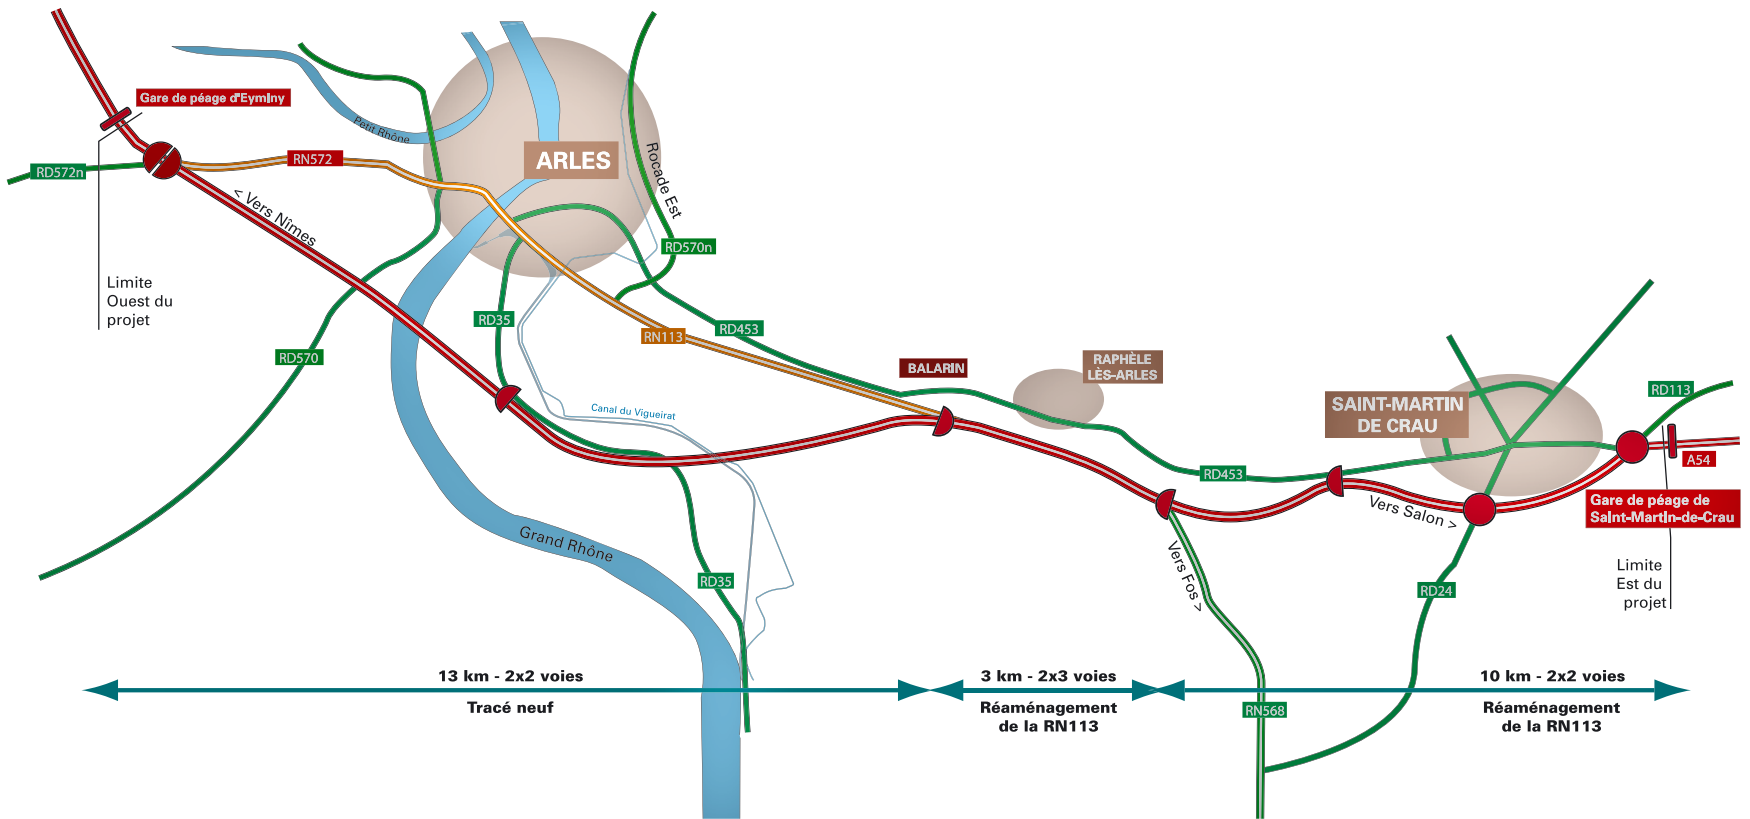 Gare de péage d'Eyminy
Petit Rhône
ARLES
RN572
RD572n
Rocade Est
< Vers Nîmes
RD570n
Limite
Ouest du
projet
RD35
RD453
RN113
RD570
BALARIN
RAPHÈLE
LÈS-ARLES
RD113
SAINT-MARTIN
DE CRAU
Canal du Vigueirat
A54
RD453
Gare de péage de
Saint-Martin-de-Crau
Vers Salon >
Grand Rhône
Vers Fos >
Limite
Est du
projet
RD35
RD24
13 km - 2x2 voies
3 km - 2x3 voies
10 km - 2x2 voies
Tracé neuf
Réaménagement
de la RN113
RN568
Réaménagement
de la RN113